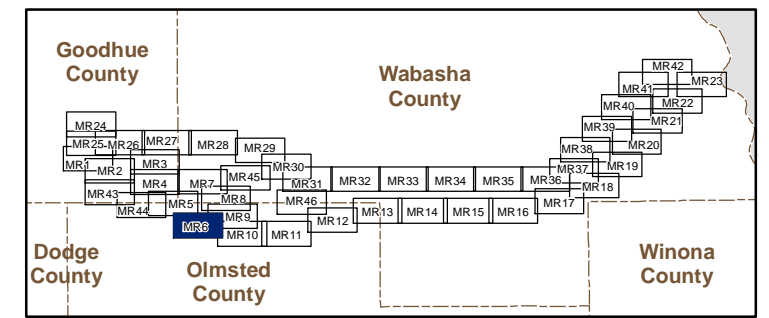 Goodhue
County
Wabasha
County
MR42
MR41
MR23
MR22
MR40
MR21
MR39
MR20
MR38
MR19
MR37
MR18
MR36
MR17
MR24
MR25
MR26
MR27
MR28
MR29
MR1
MR2
MR3
MR30
MR45
MR31
MR32
MR33
MR34
MR35
MR43
MR4
MR7
MR44
MR5
MR8
MR46
MR6
MR9
MR12
MR13
MR14
MR15
MR16
MR10
MR11
Dodge
County
Olmsted
County
Winona
County